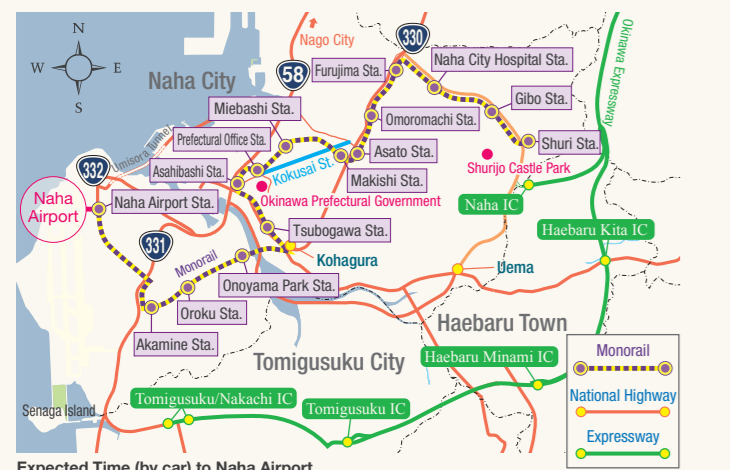 N
W
E
S
Nago City
330
Okinawa Expressway
Naha City
58
Furujima Sta.
Naha City Hospital Sta.
Miebashi Sta.
Gibo Sta.
Omoromachi Sta.
Prefectural Office Sta.
Umisora Tunnel
Shuri Sta.
Asato Sta.
Kokusai St.
332
Asahibashi Sta.
Shurijo Castle Park
Makishi Sta.
Okinawa Prefectural Government
Naha
Airport
Naha Airport Sta.
Naha IC
Tsubogawa Sta.
Haebaru Kita IC
331
Kohagura
Monorail
Uema
Onoyama Park Sta.
Oroku Sta.
Haebaru Town
Akamine Sta.
Tomigusuku City
Haebaru Minami IC
Monorail
National Highway
Expressway
Tomigusuku/Nakachi IC
Senaga Island
Tomigusuku IC
Expected Time (by car) to Naha Airport